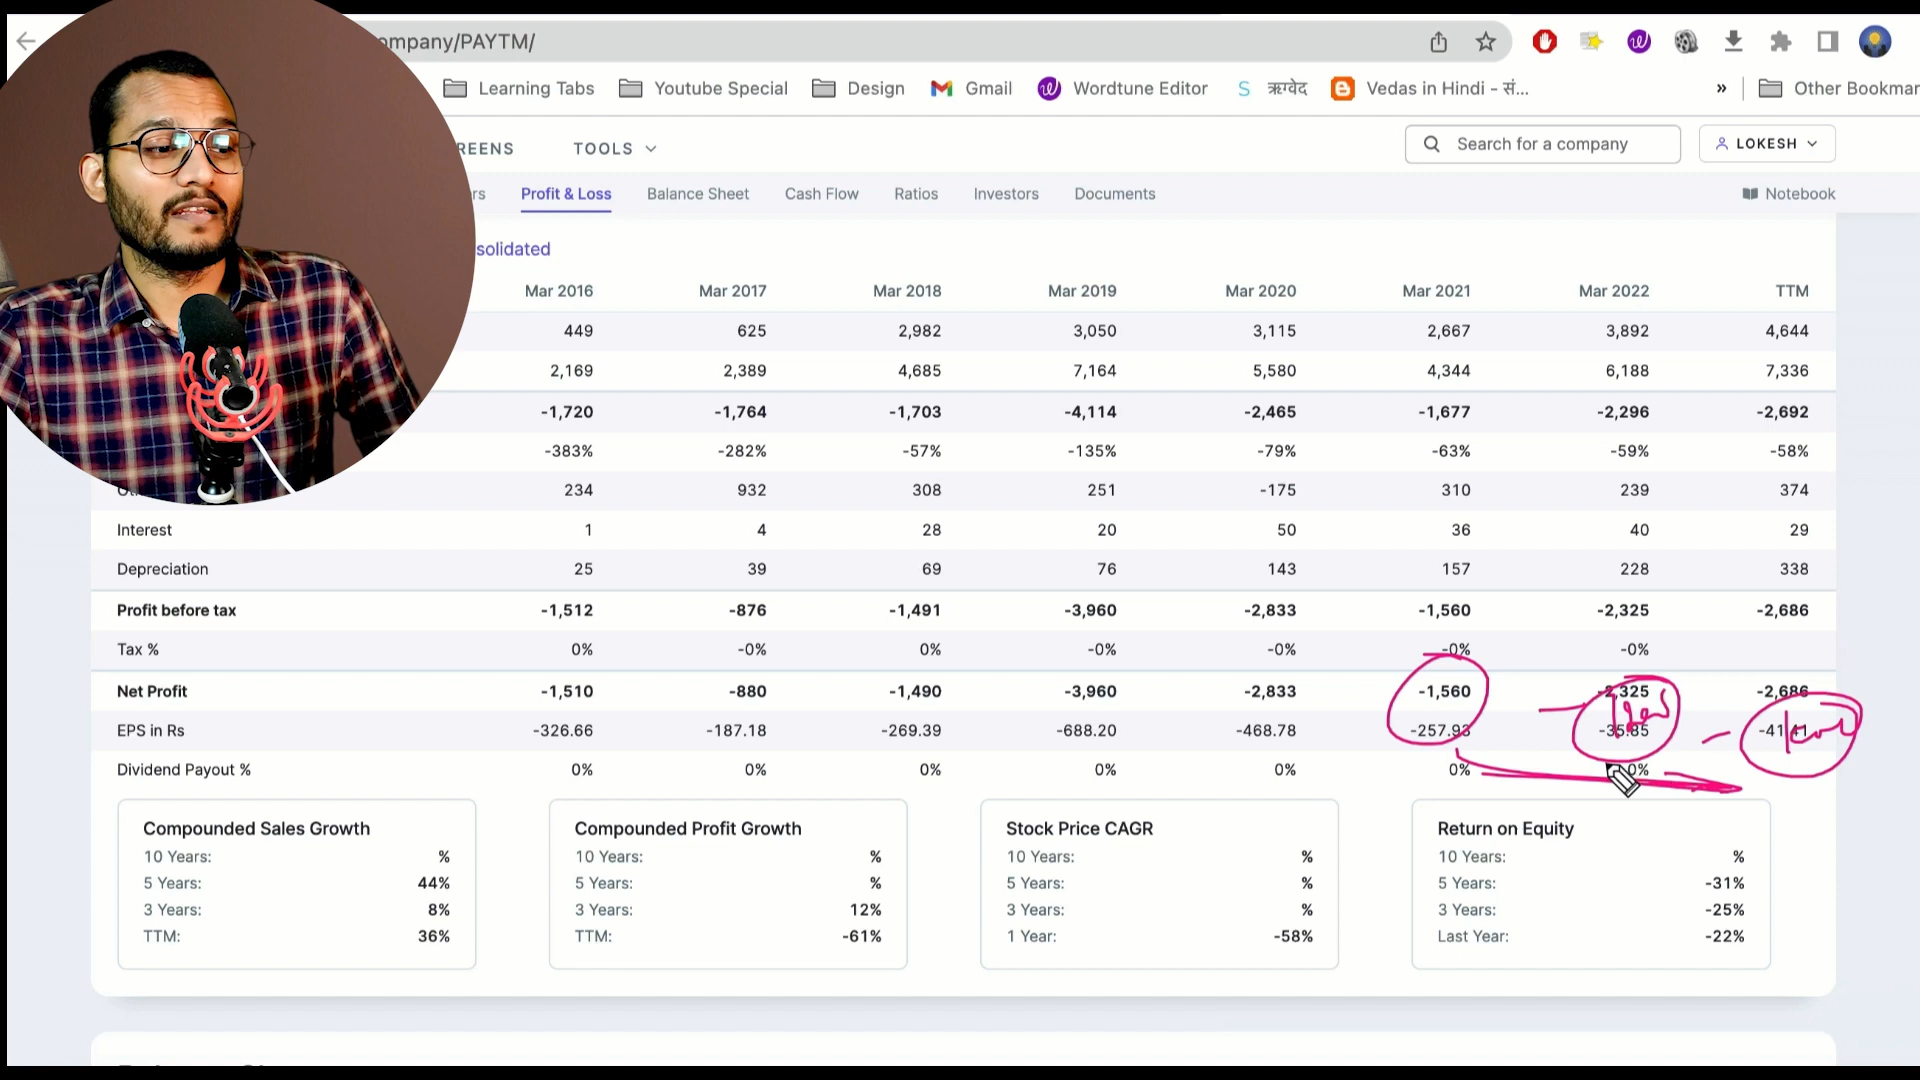 ompany/PAYTM/
Learning Tabs Youtube Special Design Gmail Wordtune Editor S ऋग्वेद Vedas in Hindi - सं... » Other Bookmar
REENS TOOLS Search for a company LOKESH
rs Profit & Loss Balance Sheet Cash Flow Ratios Investors Documents Notebook
solidated
Mar 2016 Mar 2017 Mar 2018 Mar 2019 Mar 2020 Mar 2021 Mar 2022 TTM
449 625 2,982 3,050 3,115 2,667 3,892 4,644
2,169 2,389 4,685 7,164 5,580 4,344 6,188 7,336
-1,720 -1,764 -1,703 -4,114 -2,465 -1,677 -2,296 -2,692
-383% -282% -57% -135% -79% -63% -59% -58%
234 932 308 251 -175 310 239 374
Interest 1 4 28 20 50 36 40 29
Depreciation 25 39 69 76 143 157 228 338
Profit before tax -1,512 -876 -1,491 -3,960 -2,833 -1,560 -2,325 -2,686
Tax % 0% -0% 0% -0% -0% -0% -0%
Net Profit -1,510 -880 -1,490 -3,960 -2,833 -1,560 -2,325 -2,686
EPS in Rs -326.66 -187.18 -269.39 -688.20 -468.78 -257.93 -35.85 -41.41
Dividend Payout % 0% 0% 0% 0% 0% 0% 0%
Compounded Sales Growth Compounded Profit Growth Stock Price CAGR Return on Equity
10 Years: % 10 Years: % 10 Years: % 10 Years: %
5 Years: 44% 5 Years: % 5 Years: % 5 Years: -31%
3 Years: 8% 3 Years: 12% 3 Years: % 3 Years: -25%
TTM: 36% TTM: -61% 1 Year: -58% Last Year: -22%